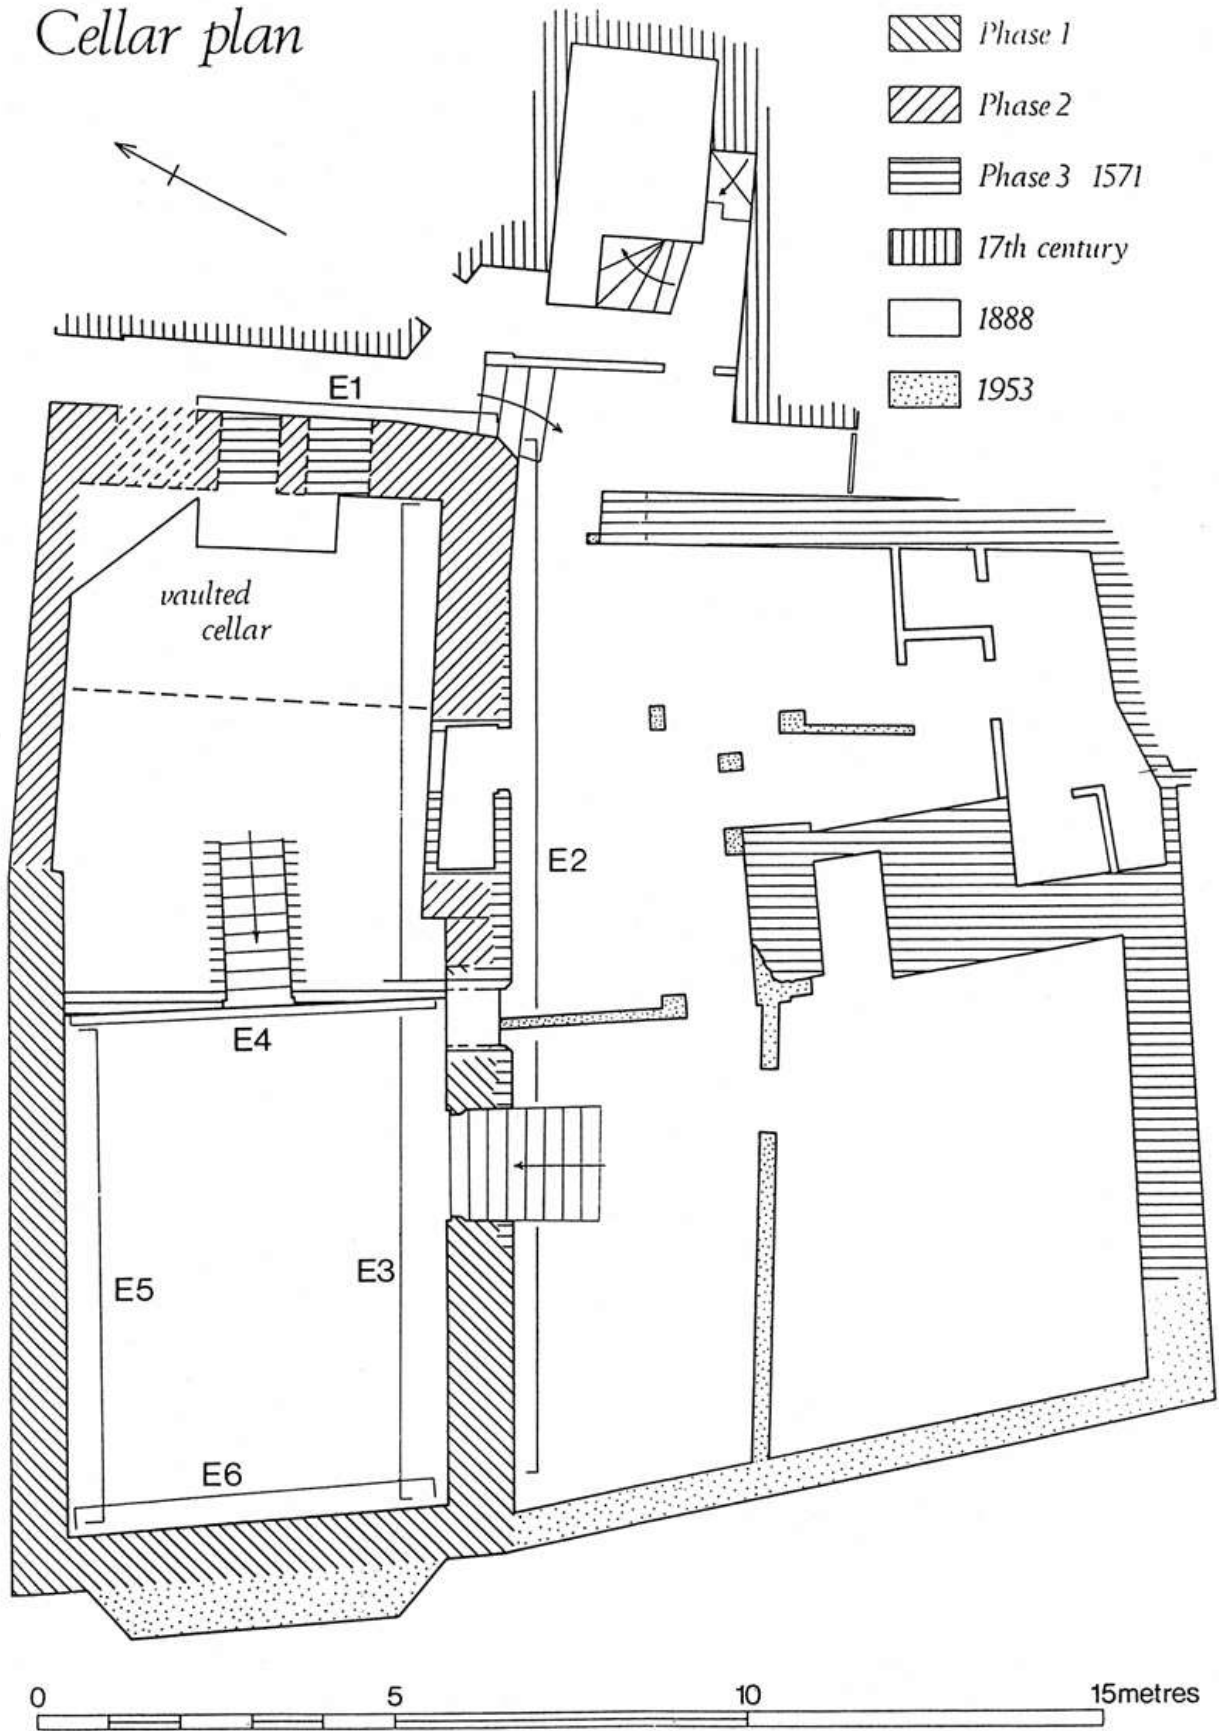 Cellar plan
Phase 1
Phase 2
Phase 3 1571
17th century
1888
1953
E1
vaulted
cellar
E2
E4
E3
E5
E6
0 5 10 15metres